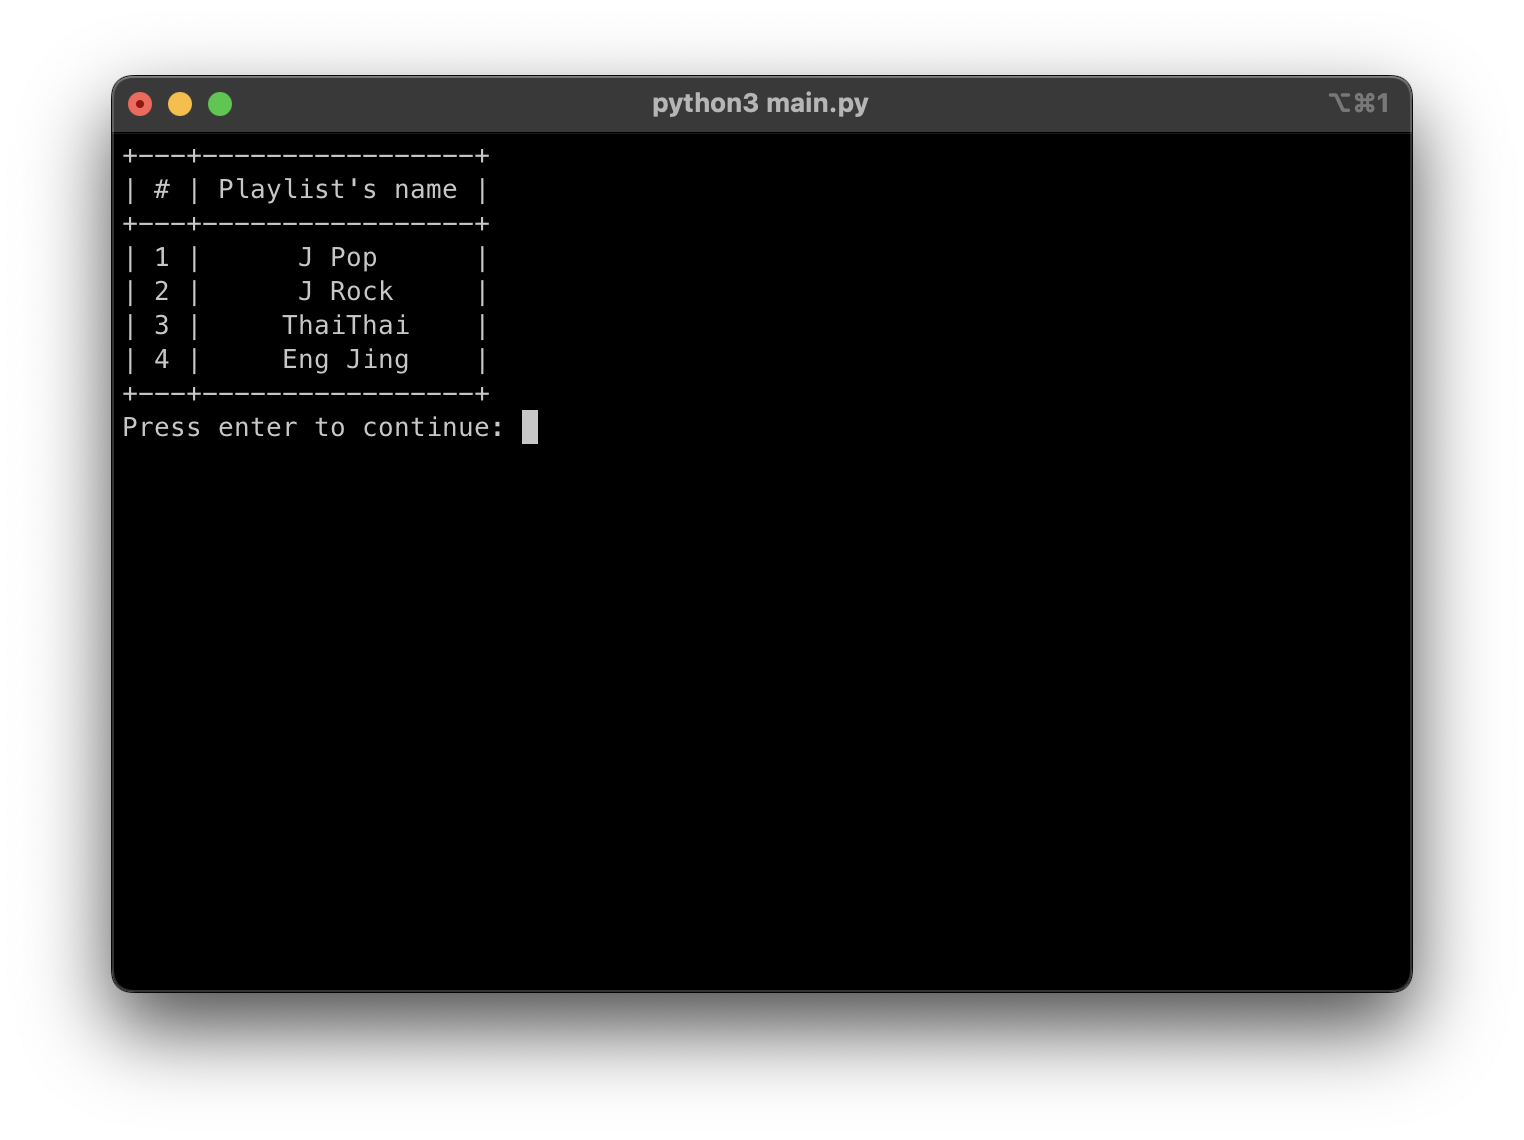 python3 main.py
⌥⌘1
+---+-----------------+
| # | Playlist's name |
+---+-----------------+
| 1 |      J Pop      |
| 2 |      J Rock     |
| 3 |     ThaiThai    |
| 4 |     Eng Jing    |
+---+-----------------+
Press enter to continue: